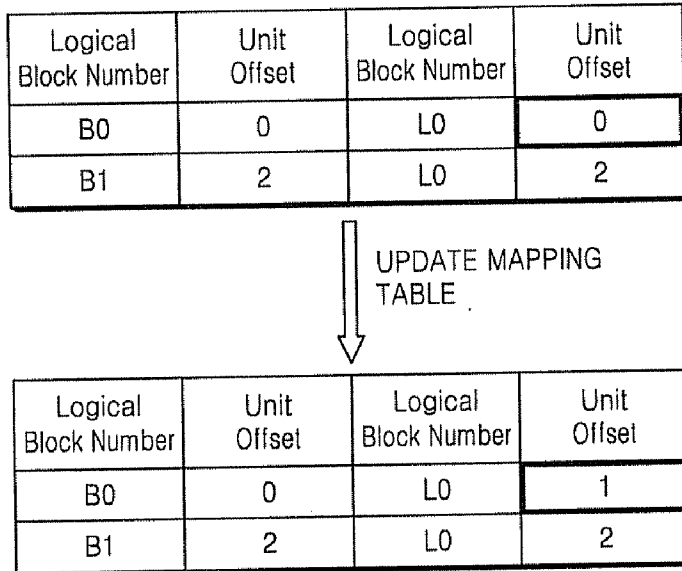 Logical Unit Logical Unit
Block Number Offset Block Number Offset
B0 0 L0 0
B1 2 L0 2
UPDATE MAPPING
TABLE
Logical Unit Logical Unit
Block Number Offset Block Number Offset
B0 0 L0 1
B1 2 L0 2